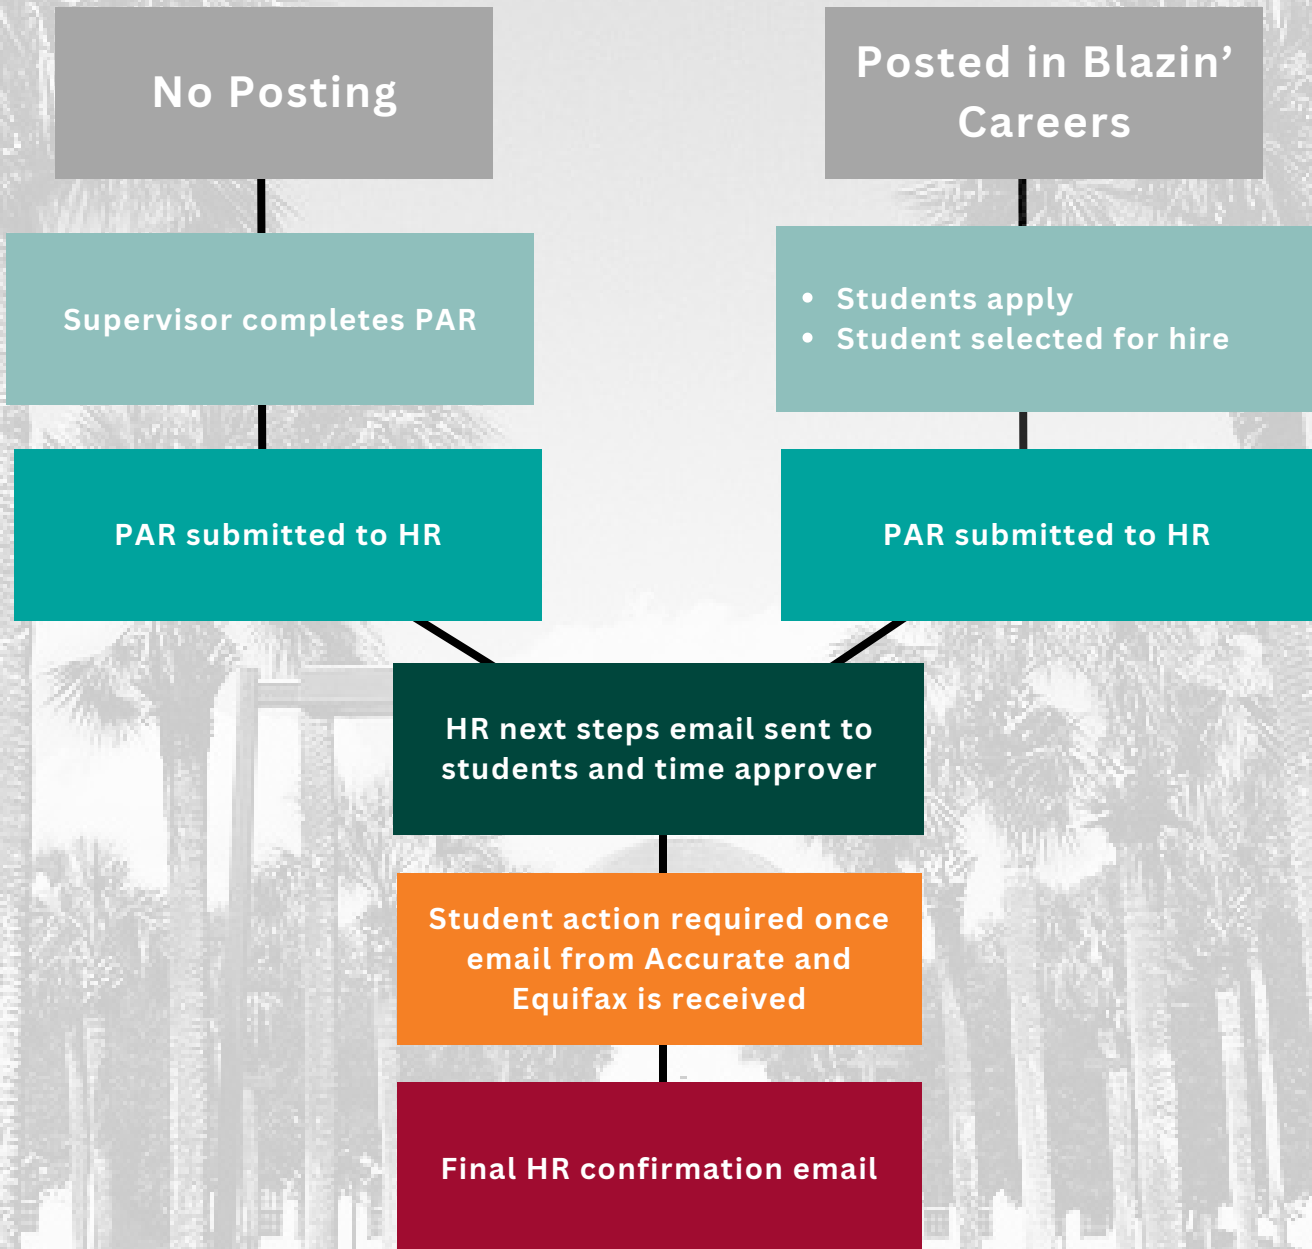 No Posting
Posted in Blazin’
Careers
Supervisor completes PAR
• Students apply
• Student selected for hire
PAR submitted to HR
PAR submitted to HR
HR next steps email sent to
students and time approver
Student action required once
email from Accurate and
Equifax is received
Final HR confirmation email